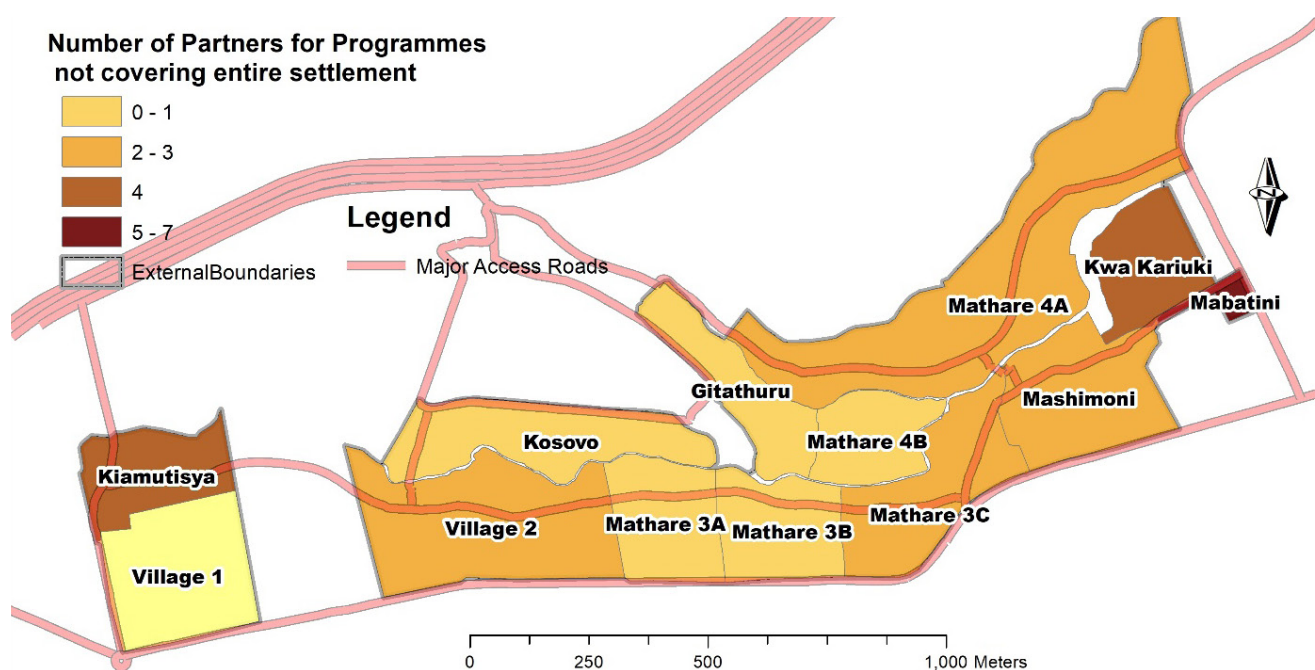 Number of Partners for Programmes
not covering entire settlement
0 - 1
2 - 3
4
5 - 7
ExternalBoundaries
Legend
Major Access Roads
N
Kwa Kariuki
Mabatini
Mathare 4A
Gitathuru
Mashimoni
Kosovo
Mathare 4B
Kiamutisya
Village 2
Mathare 3A
Mathare 3B
Mathare 3C
Village 1
0 250 500 1,000 Meters